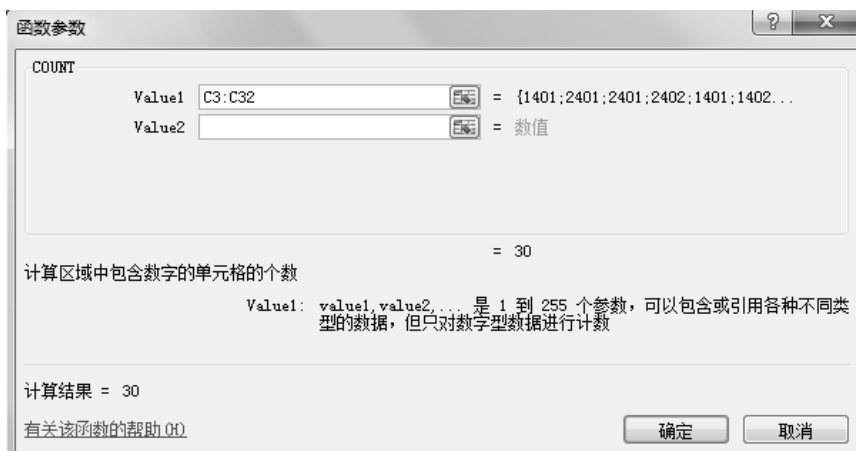 函数参数
COUNT
Value1 C3:C32 = {1401;2401;2401;2402;1401;1402...
Value2 = 数值
= 30
计算区域中包含数字的单元格的个数
Value1: value1,value2,... 是 1 到 255 个参数，可以包含或引用各种不同类
型的数据，但只对数字型数据进行计数
计算结果 = 30
有关该函数的帮助(H)
确定 取消